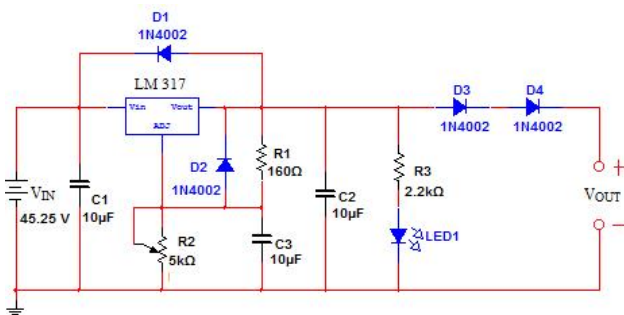 D1
1N4002
LM 317
Vin
Vout
ADJ
D3
1N4002
D4
1N4002
D2
1N4002
R1
160Ω
R3
2.2kΩ
VIN
45.25 V
C1
10µF
C2
10µF
VOUT
+
−
R2
5kΩ
C3
10µF
LED1